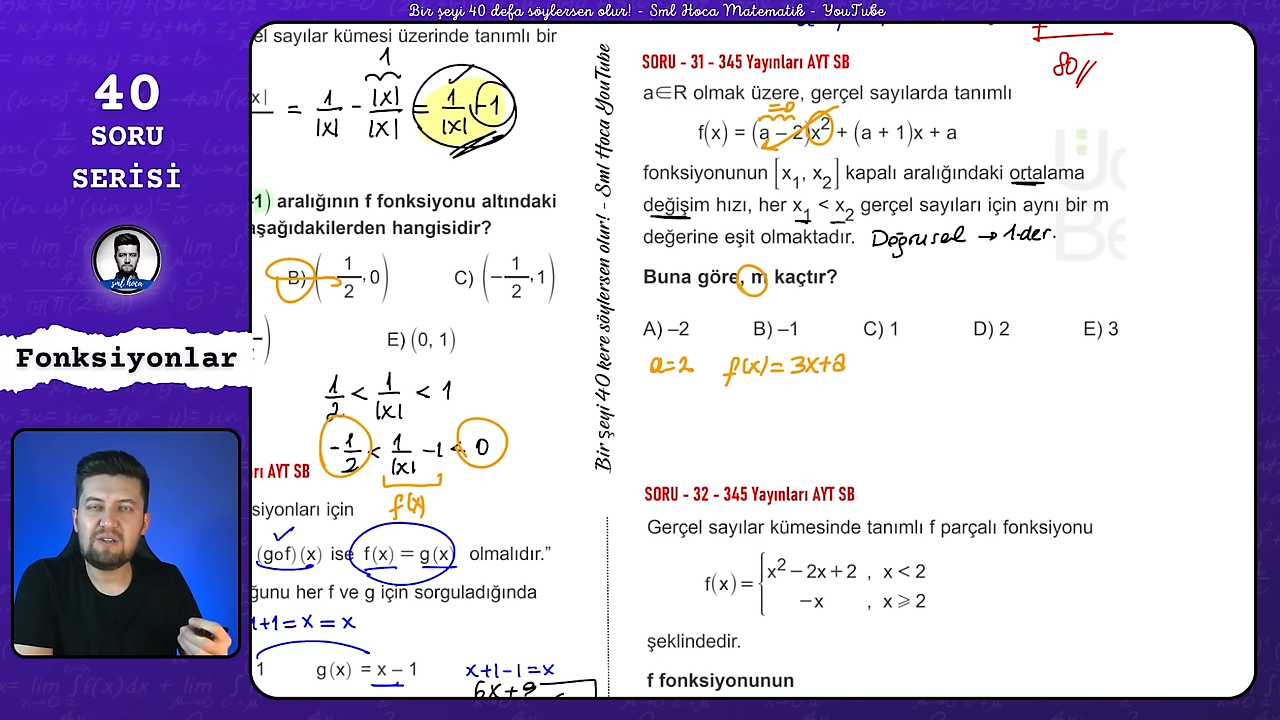 Bir şeyi 40 defa söylersen olur! - Sml Hoca Matematik - YouTube
40
SORU
SERİSİ
sml hoca
Fonksiyonlar
el sayılar kümesi üzerinde tanımlı bir
1
x| = 1/|x| - |x|/|x| = 1/|x| - 1
-1) aralığının f fonksiyonu altındaki
aşağıdakilerden hangisidir?
B) (-1/2, 0) C) (-1/2, 1)
E) (0, 1)
1/2 < 1/|x| < 1
-1/2 < 1/|x| -1 < 0
f(x)
rı AYT SB
siyonları için
(gof)(x) ise f(x) = g(x) olmalıdır.”
ğunu her f ve g için sorguladığında
x+1=x = x
1 g(x) = x – 1 x+1-1=x
Bir şeyi 40 kere söylersen olur! - Sml Hoca YouTube
80
SORU - 31 - 345 Yayınları AYT SB
a∈R olmak üzere, gerçel sayılarda tanımlı
=0
f(x) = (a – 2)x² + (a + 1)x + a
fonksiyonunun [x₁, x₂] kapalı aralığındaki ortalama
değişim hızı, her x₁ < x₂ gerçel sayıları için aynı bir m
değerine eşit olmaktadır. Doğrusal → 1.der.
Buna göre, m kaçtır?
A) –2 B) –1 C) 1 D) 2 E) 3
a=2 f(x)= 3x+2
SORU - 32 - 345 Yayınları AYT SB
Gerçel sayılar kümesinde tanımlı f parçalı fonksiyonu
f(x) = { x² – 2x + 2 , x < 2
–x , x ⩾ 2
şeklindedir.
f fonksiyonunun